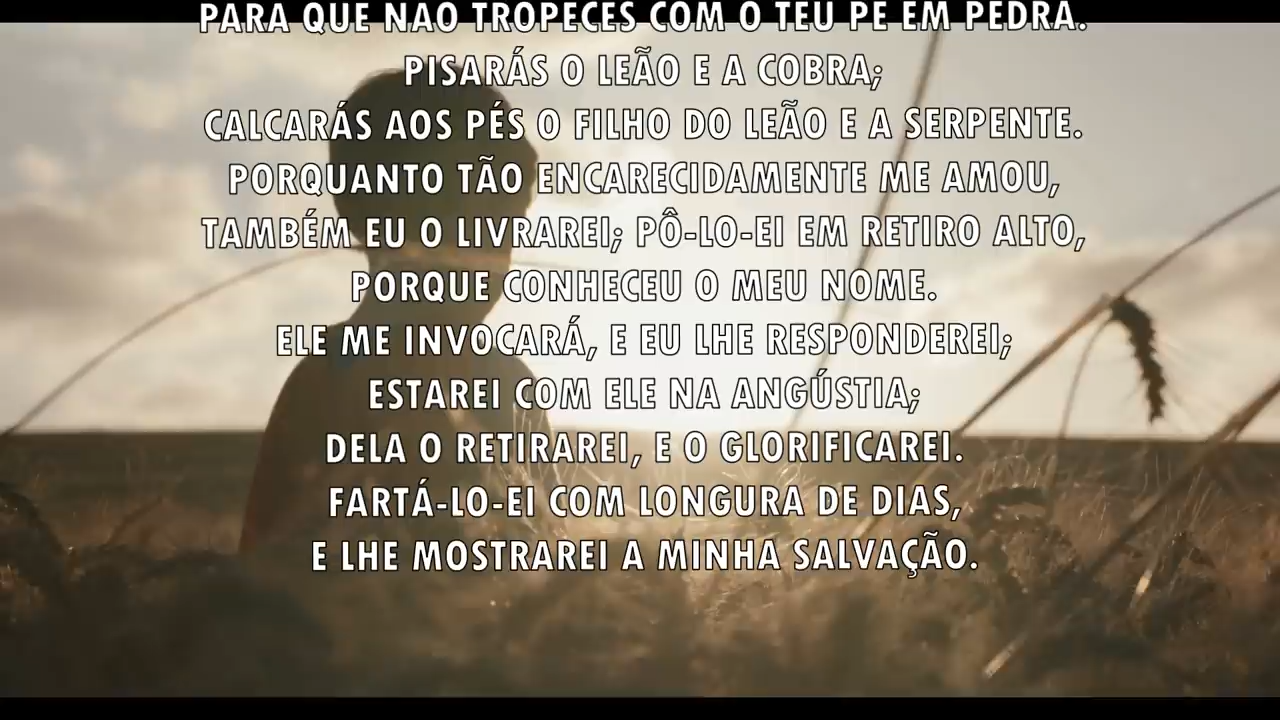 PARA QUE NÃO TROPECES COM O TEU PÉ EM PEDRA.
PISARÁS O LEÃO E A COBRA;
CALCARÁS AOS PÉS O FILHO DO LEÃO E A SERPENTE.
PORQUANTO TÃO ENCARECIDAMENTE ME AMOU,
TAMBÉM EU O LIVRAREI; PÔ-LO-EI EM RETIRO ALTO,
PORQUE CONHECEU O MEU NOME.
ELE ME INVOCARÁ, E EU LHE RESPONDEREI;
ESTAREI COM ELE NA ANGÚSTIA;
DELA O RETIRAREI, E O GLORIFICAREI.
FARTÁ-LO-EI COM LONGURA DE DIAS,
E LHE MOSTRAREI A MINHA SALVAÇÃO.